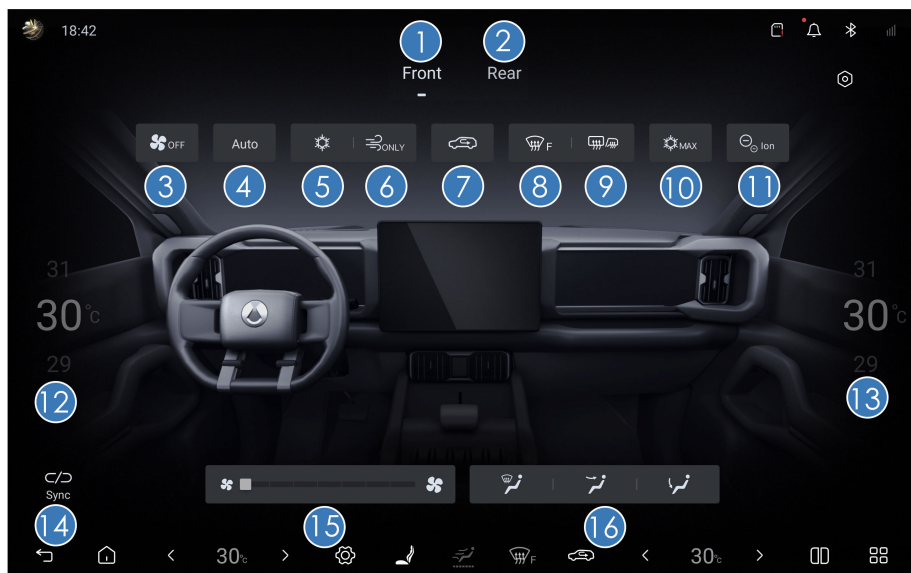 18:42
1 2
Front Rear
OFF Auto ONLY F MAX Ion
3 4 5 6 7 8 9 10 11
31 31
30°c 30°c
29 29
12 13
Sync
14 15 16
30°c F 30°c